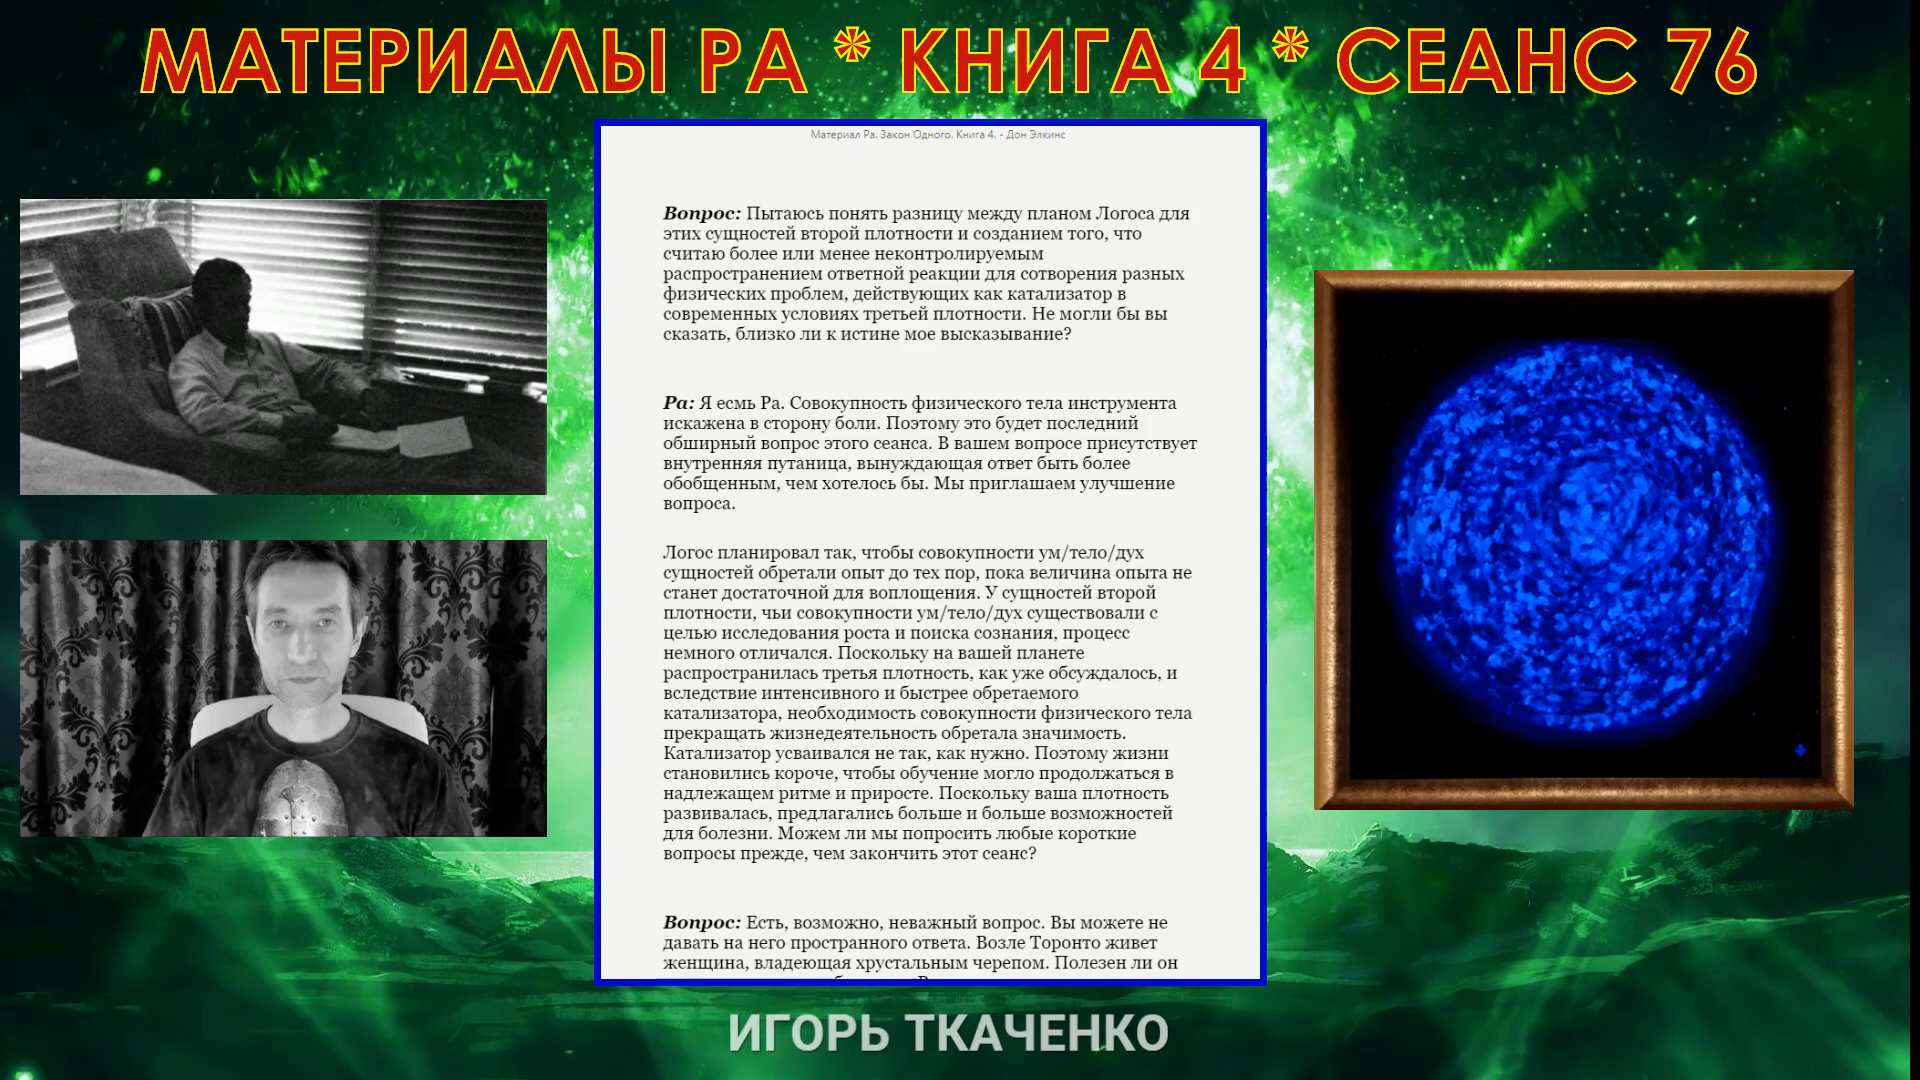 МАТЕРИАЛЫ РА * КНИГА 4 * СЕАНС 76
Материал Ра. Закон Одного. Книга 4. - Дон Элкинс
Вопрос: Пытаюсь понять разницу между планом Логоса для
этих сущностей второй плотности и созданием того, что
считаю более или менее неконтролируемым
распространением ответной реакции для сотворения разных
физических проблем, действующих как катализатор в
современных условиях третьей плотности. Не могли бы вы
сказать, близко ли к истине мое высказывание?
Ра: Я есмь Ра. Совокупность физического тела инструмента
искажена в сторону боли. Поэтому это будет последний
обширный вопрос этого сеанса. В вашем вопросе присутствует
внутренняя путаница, вынуждающая ответ быть более
обобщенным, чем хотелось бы. Мы приглашаем улучшение
вопроса.
Логос планировал так, чтобы совокупности ум/тело/дух
сущностей обретали опыт до тех пор, пока величина опыта не
станет достаточной для воплощения. У сущностей второй
плотности, чьи совокупности ум/тело/дух существовали с
целью исследования роста и поиска сознания, процесс
немного отличался. Поскольку на вашей планете
распространилась третья плотность, как уже обсуждалось, и
вследствие интенсивного и быстрее обретаемого
катализатора, необходимость совокупности физического тела
прекращать жизнедеятельность обретала значимость.
Катализатор усваивался не так, как нужно. Поэтому жизни
становились короче, чтобы обучение могло продолжаться в
надлежащем ритме и приросте. Поскольку ваша плотность
развивалась, предлагались больше и больше возможностей
для болезни. Можем ли мы попросить любые короткие
вопросы прежде, чем закончить этот сеанс?
Вопрос: Есть, возможно, неважный вопрос. Вы можете не
давать на него пространного ответа. Возле Торонто живет
женщина, владеющая хрустальным черепом. Полезен ли он
ИГОРЬ ТКАЧЕНКО